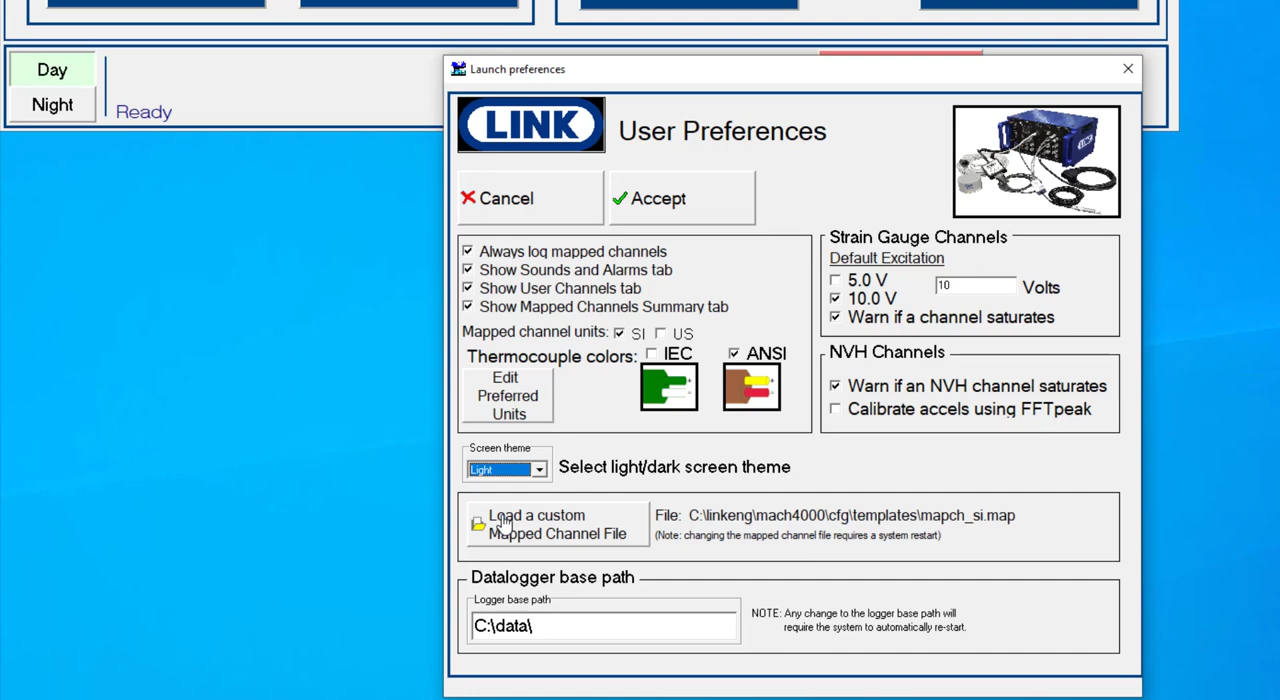 Day
Night
Ready
Launch preferences
LINK
User Preferences
Cancel
Accept
Always log mapped channels
Show Sounds and Alarms tab
Show User Channels tab
Show Mapped Channels Summary tab
Mapped channel units: SI US
Thermocouple colors: IEC ANSI
Edit
Preferred
Units
Strain Gauge Channels
Default Excitation
5.0 V
10.0 V
10 Volts
Warn if a channel saturates
NVH Channels
Warn if an NVH channel saturates
Calibrate accels using FFTpeak
Screen theme
Light
Select light/dark screen theme
Load a custom
Mapped Channel File
File: C:\linkeng\mach4000\cfg\templates\mapch_si.map
(Note: changing the mapped channel file requires a system restart)
Datalogger base path
Logger base path
C:\data\
NOTE: Any change to the logger base path will
require the system to automatically re-start.